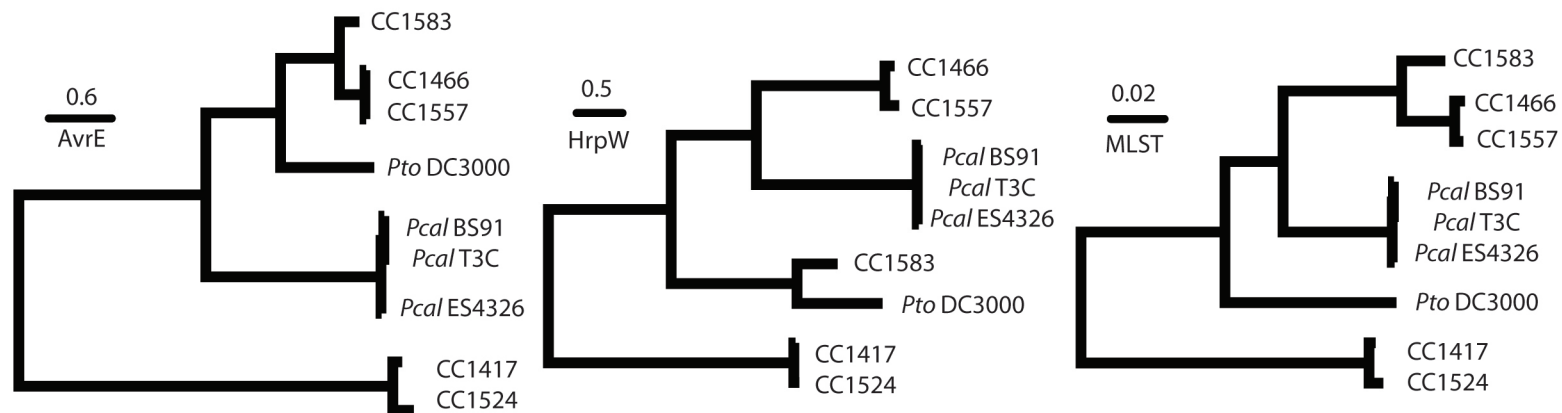 0.6
AvrE
CC1583
CC1466
CC1557
Pto DC3000
Pcal BS91
Pcal T3C
Pcal ES4326
CC1417
CC1524
0.5
HrpW
CC1466
CC1557
Pcal BS91
Pcal T3C
Pcal ES4326
CC1583
Pto DC3000
CC1417
CC1524
0.02
MLST
CC1583
CC1466
CC1557
Pcal BS91
Pcal T3C
Pcal ES4326
Pto DC3000
CC1417
CC1524